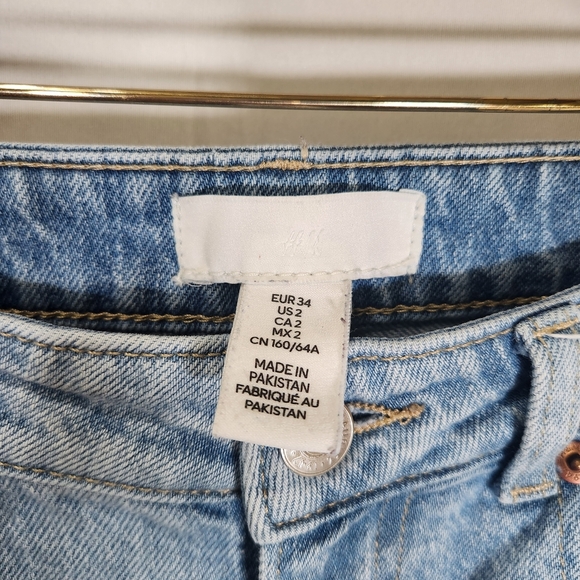 H&M
EUR 34
US 2
CA 2
MX 2
CN 160/64A
MADE IN
PAKISTAN
FABRIQUÉ AU
PAKISTAN